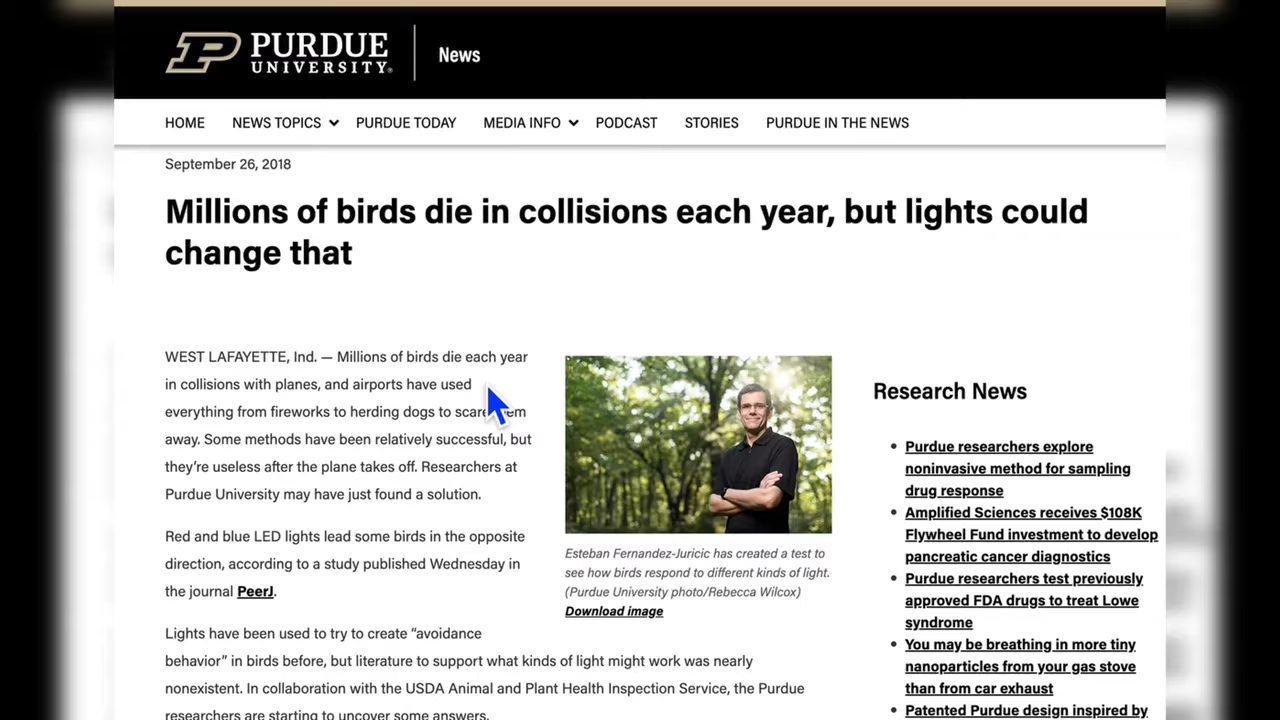 PURDUE
UNIVERSITY®
News
HOME NEWS TOPICS PURDUE TODAY MEDIA INFO PODCAST STORIES PURDUE IN THE NEWS
September 26, 2018
Millions of birds die in collisions each year, but lights could
change that
WEST LAFAYETTE, Ind. — Millions of birds die each year
in collisions with planes, and airports have used
everything from fireworks to herding dogs to
away. Some methods have been relatively successful, but
they're useless after the plane takes off. Researchers at
Purdue University may have just found a solution.
Red and blue LED lights lead some birds in the opposite
direction, according to a study published Wednesday in
the journal PeerJ.
Lights have been used to try to create “avoidance
behavior” in birds before, but literature to support what kinds of light might work was nearly
nonexistent. In collaboration with the USDA Animal and Plant Health Inspection Service, the Purdue
researchers are starting to uncover some answers.
Esteban Fernandez-Juricic has created a test to
see how birds respond to different kinds of light.
(Purdue University photo/Rebecca Wilcox)
Download image
Research News
Purdue researchers explore
noninvasive method for sampling
drug response
Amplified Sciences receives $108K
Flywheel Fund investment to develop
pancreatic cancer diagnostics
Purdue researchers test previously
approved FDA drugs to treat Lowe
syndrome
You may be breathing in more tiny
nanoparticles from your gas stove
than from car exhaust
Patented Purdue design inspired by